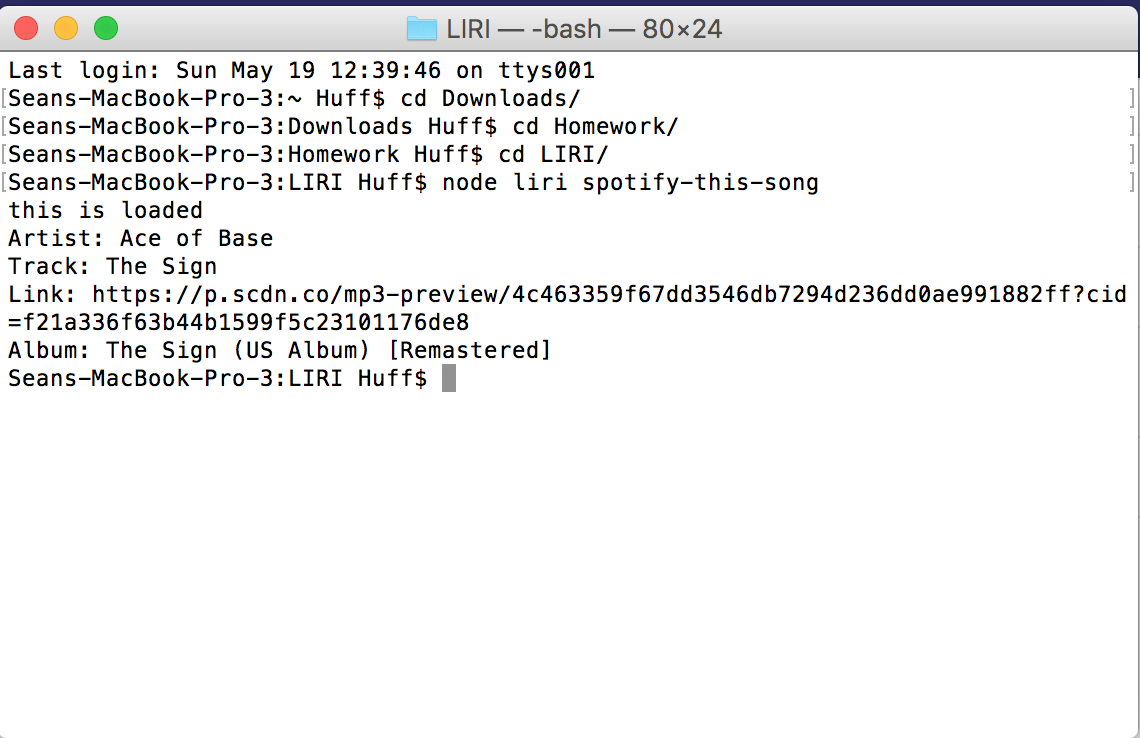 LIRI — -bash — 80×24
Last login: Sun May 19 12:39:46 on ttys001
[Seans-MacBook-Pro-3:~ Huff$ cd Downloads/ ]
[Seans-MacBook-Pro-3:Downloads Huff$ cd Homework/ ]
[Seans-MacBook-Pro-3:Homework Huff$ cd LIRI/ ]
[Seans-MacBook-Pro-3:LIRI Huff$ node liri spotify-this-song ]
this is loaded
Artist: Ace of Base
Track: The Sign
Link: https://p.scdn.co/mp3-preview/4c463359f67dd3546db7294d236dd0ae991882ff?cid
=f21a336f63b44b1599f5c23101176de8
Album: The Sign (US Album) [Remastered]
Seans-MacBook-Pro-3:LIRI Huff$